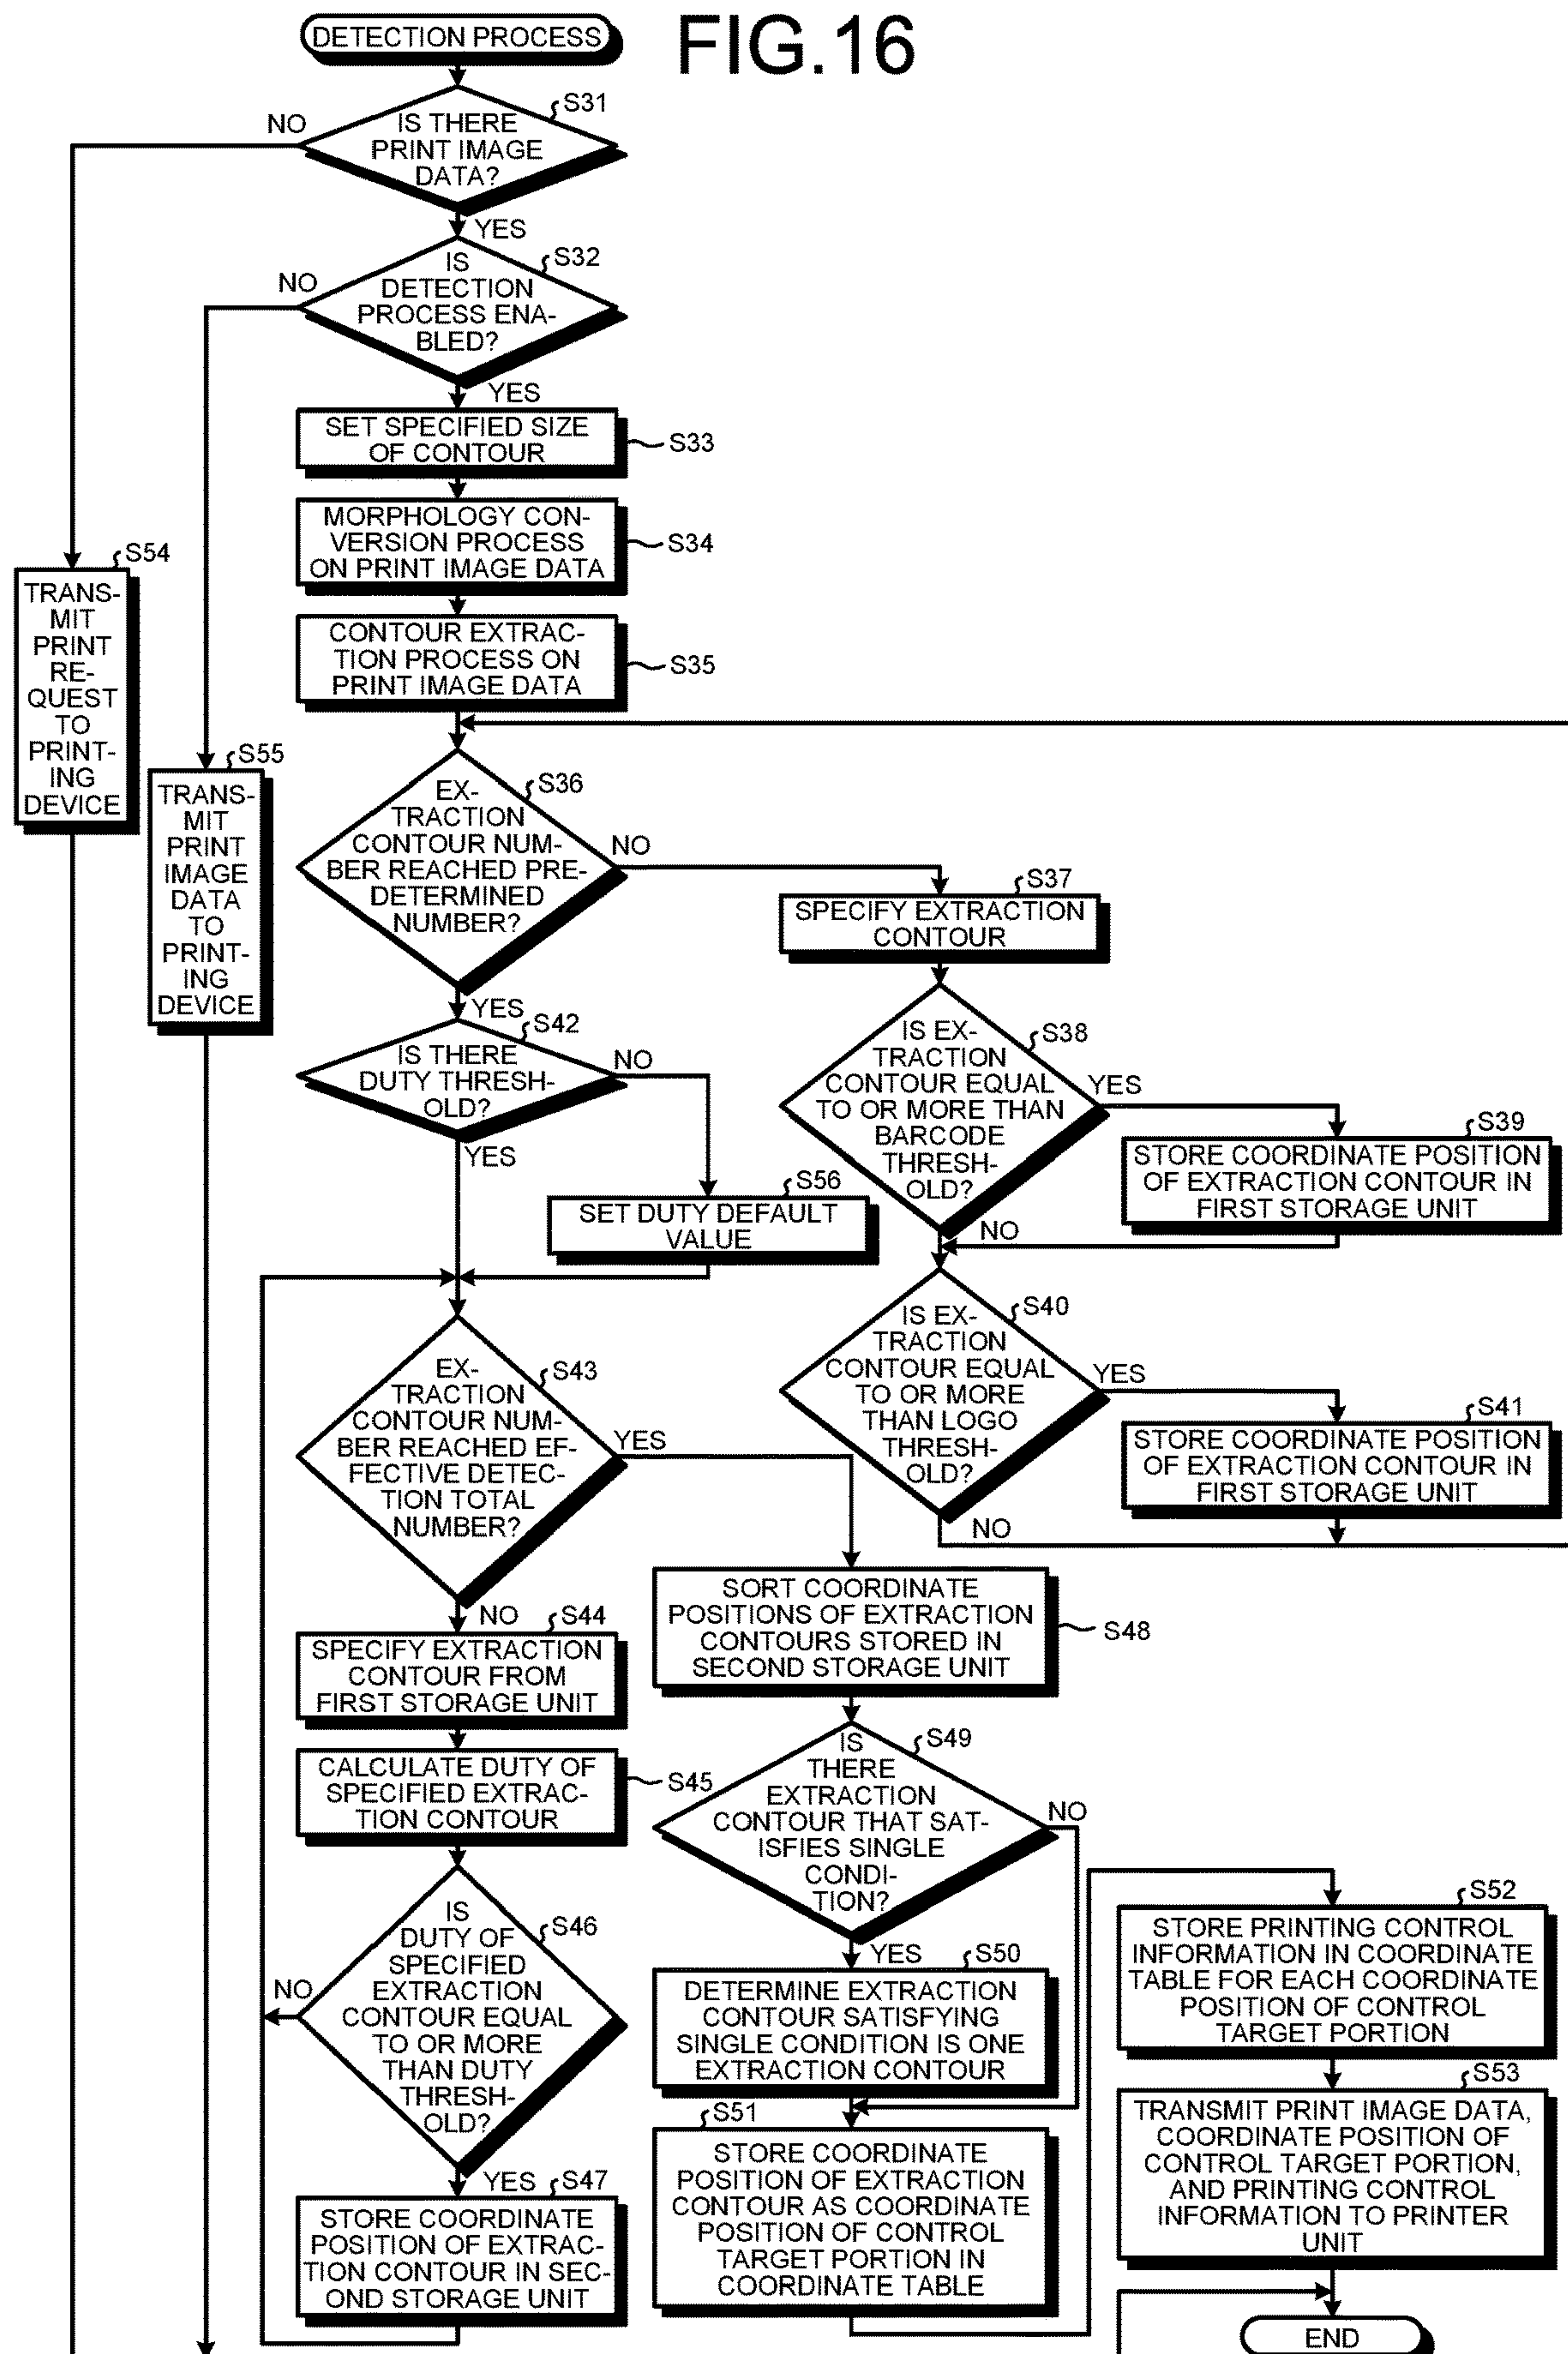 FIG.16
DETECTION PROCESS
S31
IS THERE
PRINT IMAGE
DATA?
NO
YES
S32
IS
DETECTION
PROCESS ENA-
BLED?
NO
YES
SET SPECIFIED SIZE
OF CONTOUR
S33
MORPHOLOGY CON-
VERSION PROCESS
ON PRINT IMAGE DATA
S34
CONTOUR EXTRAC-
TION PROCESS ON
PRINT IMAGE DATA
S35
S54
TRANS-
MIT
PRINT
RE-
QUEST
TO
PRINT-
ING
DEVICE
S55
TRANS-
MIT
PRINT
IMAGE
DATA
TO
PRINT-
ING
DEVICE
S36
EX-
TRACTION
CONTOUR NUM-
BER REACHED PRE-
DETERMINED
NUMBER?
NO
YES
S37
SPECIFY EXTRACTION
CONTOUR
S38
IS EX-
TRACTION
CONTOUR EQUAL
TO OR MORE THAN
BARCODE
THRESH-
OLD?
YES
NO
S39
STORE COORDINATE POSITION
OF EXTRACTION CONTOUR IN
FIRST STORAGE UNIT
S40
IS EX-
TRACTION
CONTOUR EQUAL
TO OR MORE
THAN LOGO
THRESH-
OLD?
YES
NO
S41
STORE COORDINATE POSITION
OF EXTRACTION CONTOUR IN
FIRST STORAGE UNIT
S42
IS THERE
DUTY THRESH-
OLD?
NO
YES
S56
SET DUTY DEFAULT
VALUE
S43
EX-
TRACTION
CONTOUR NUM-
BER REACHED EF-
FECTIVE DETEC-
TION TOTAL
NUMBER?
YES
NO
S44
SPECIFY EXTRACTION
CONTOUR FROM
FIRST STORAGE UNIT
CALCULATE DUTY OF
SPECIFIED EXTRAC-
TION CONTOUR
S45
S46
IS
DUTY OF
SPECIFIED
EXTRACTION
CONTOUR EQUAL
TO OR MORE
THAN DUTY
THRESH-
OLD?
NO
YES
S47
STORE COORDINATE
POSITION OF EXTRAC-
TION CONTOUR IN SEC-
OND STORAGE UNIT
SORT COORDINATE
POSITIONS OF EXTRACTION
CONTOURS STORED IN
SECOND STORAGE UNIT
S48
S49
IS
THERE
EXTRACTION
CONTOUR THAT SAT-
ISFIES SINGLE
CONDI-
TION?
NO
YES
S50
DETERMINE EXTRACTION
CONTOUR SATISFYING
SINGLE CONDITION IS ONE
EXTRACTION CONTOUR
S51
STORE COORDINATE
POSITION OF EXTRACTION
CONTOUR AS COORDINATE
POSITION OF CONTROL
TARGET PORTION IN
COORDINATE TABLE
S52
STORE PRINTING CONTROL
INFORMATION IN COORDINATE
TABLE FOR EACH COORDINATE
POSITION OF CONTROL
TARGET PORTION
S53
TRANSMIT PRINT IMAGE DATA,
COORDINATE POSITION OF
CONTROL TARGET PORTION,
AND PRINTING CONTROL
INFORMATION TO PRINTER
UNIT
END